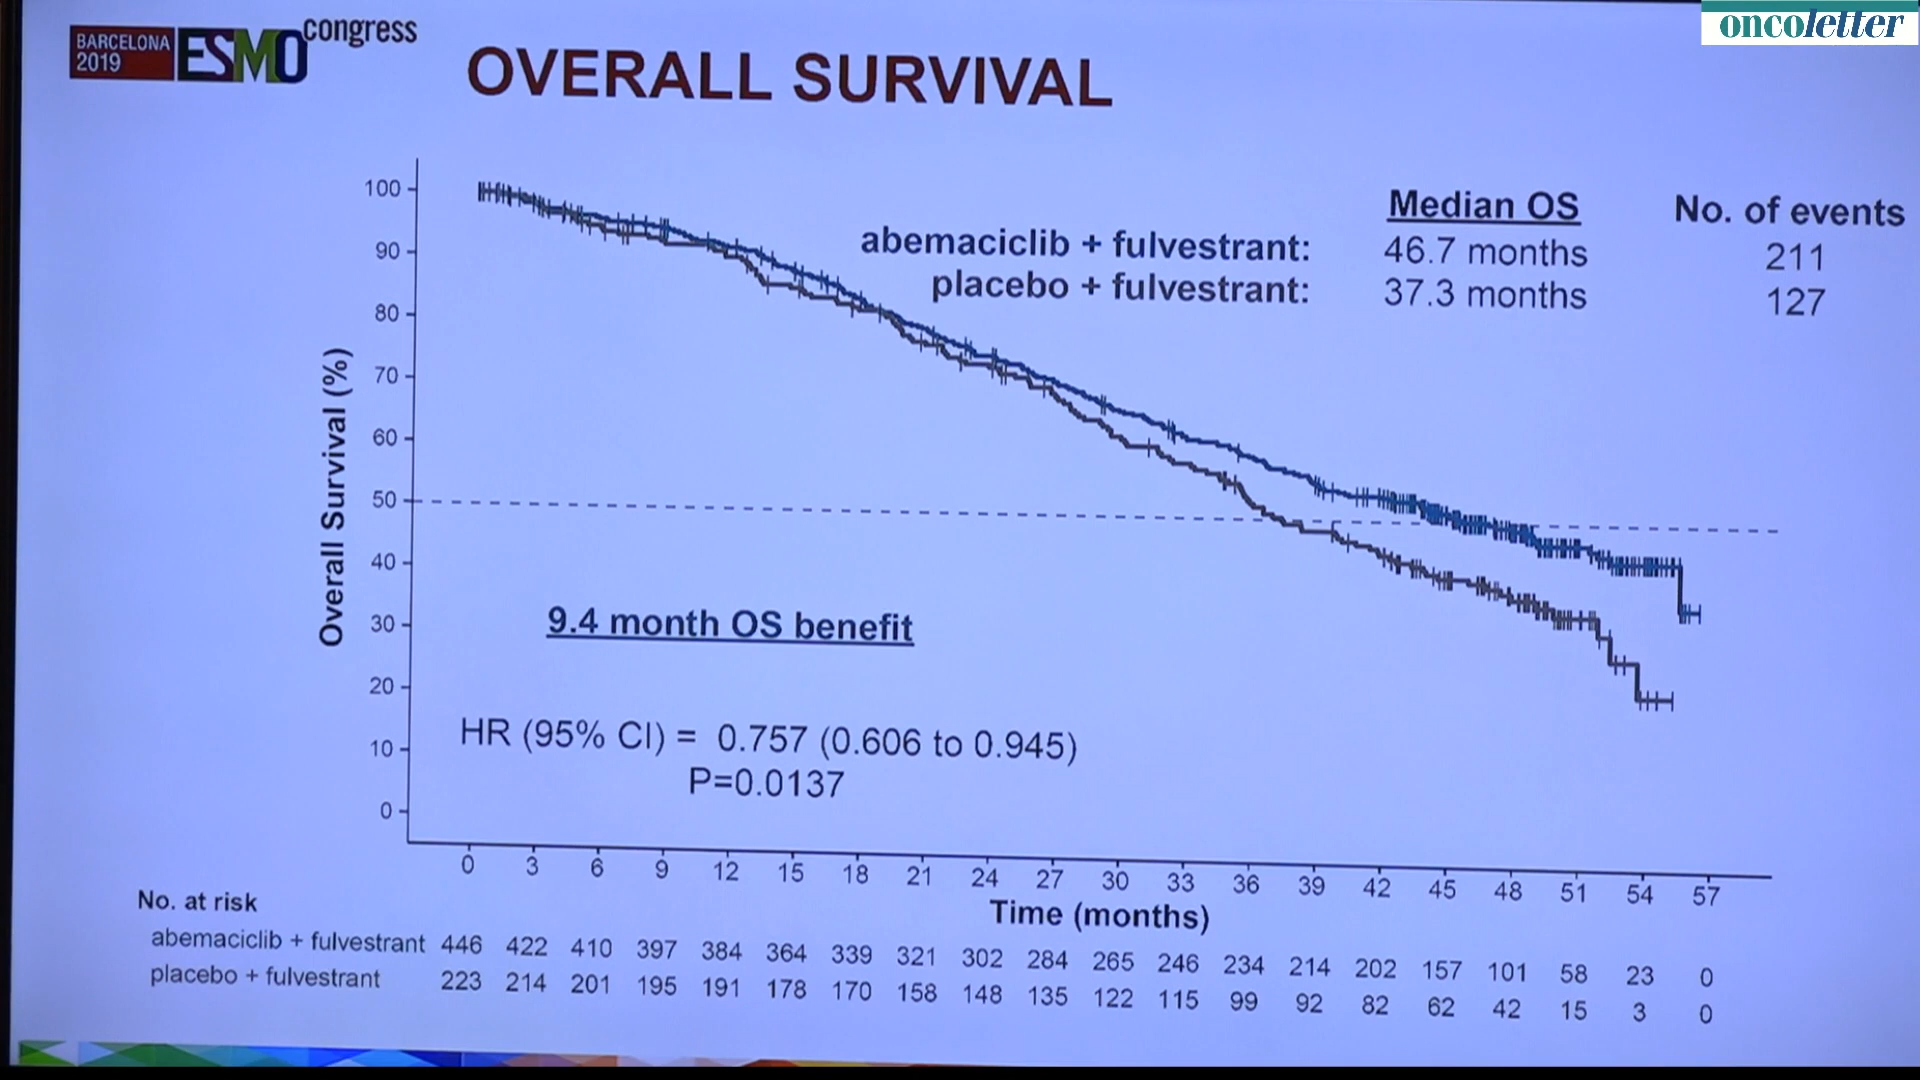 BARCELONA
2019
ESMO
congress
oncoletter
OVERALL SURVIVAL
Median OS No. of events
abemaciclib + fulvestrant: 46.7 months 211
placebo + fulvestrant: 37.3 months 127
Overall Survival (%)
100
90
80
70
60
50
40
30
20
10
0
9.4 month OS benefit
HR (95% CI) = 0.757 (0.606 to 0.945)
P=0.0137
0 3 6 9 12 15 18 21 24 27 30 33 36 39 42 45 48 51 54 57
Time (months)
No. at risk
abemaciclib + fulvestrant 446 422 410 397 384 364 339 321 302 284 265 246 234 214 202 157 101 58 23 0
placebo + fulvestrant 223 214 201 195 191 178 170 158 148 135 122 115 99 92 82 62 42 15 3 0